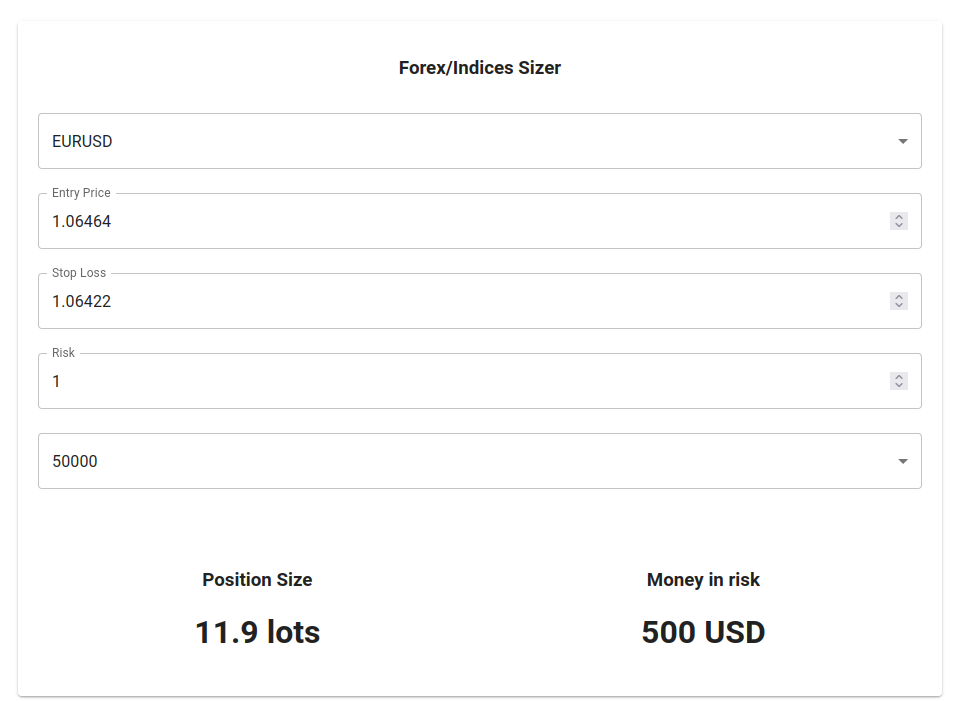 Forex/Indices Sizer
EURUSD
Entry Price
1.06464
Stop Loss
1.06422
Risk
1
50000
Position Size
Money in risk
11.9 lots
500 USD